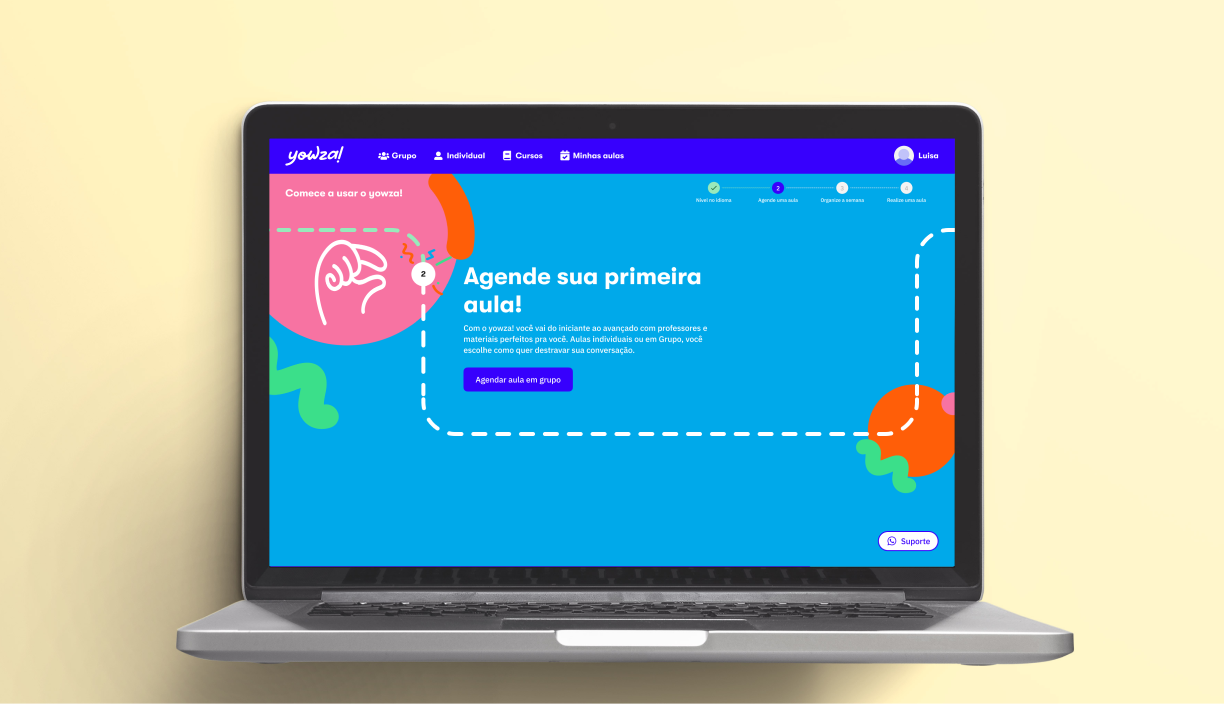 yowza!
Grupo
Individual
Cursos
Minhas aulas
Luisa
Comece a usar o yowza!
2
3
4
Nível no idioma
Agende uma aula
Organize a semana
Realize uma aula
2
Agende sua primeira
aula!
Com o yowza! você vai do iniciante ao avançado com professores e
materiais perfeitos pra você. Aulas individuais ou em Grupo, você
escolhe como quer destravar sua conversação.
Agendar aula em grupo
Suporte